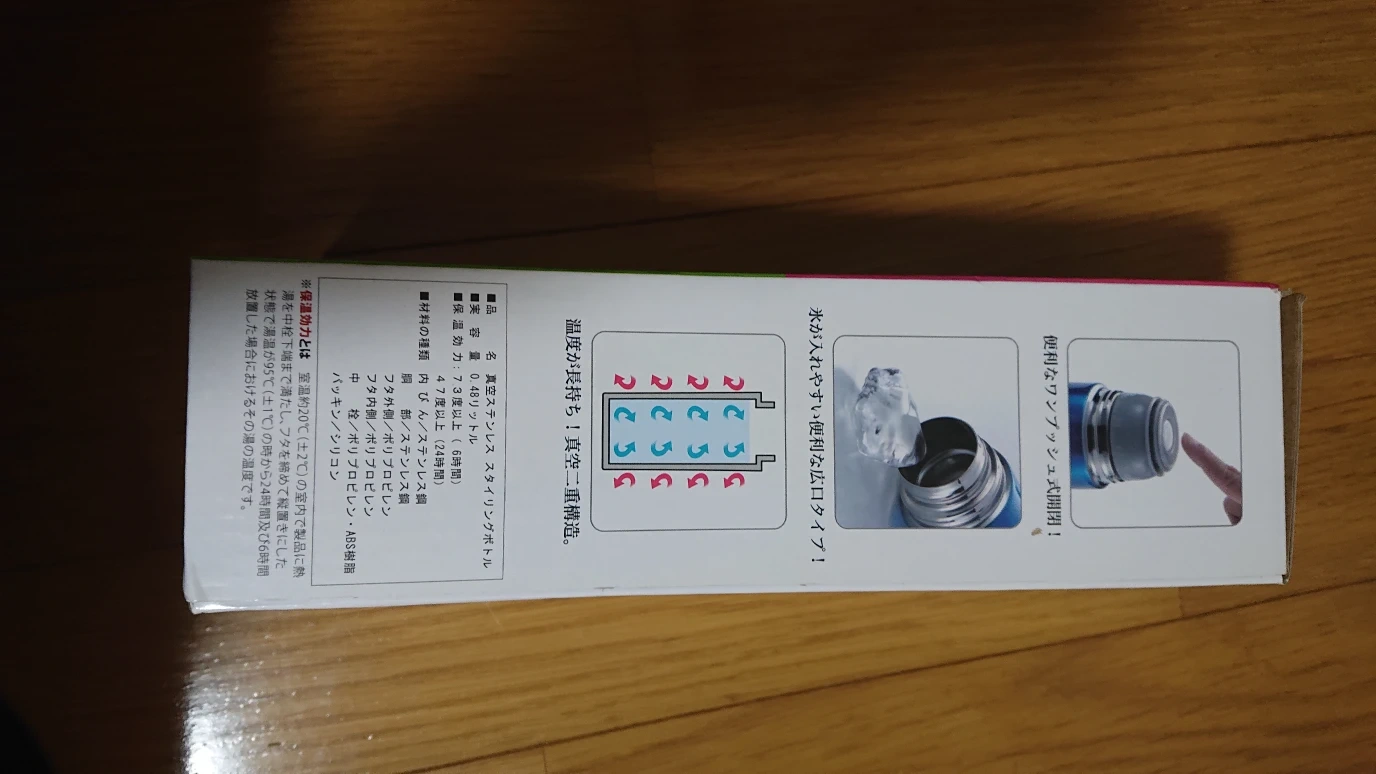 便利なワンプッシュ式開閉！
氷が入れやすい便利な広口タイプ！
温度が長持ち！真空二重構造。
■品　　　名　真空ステンレス スタイリングボトル
■実　容　量　0.48リットル
■保 温 効 力：７３度以上（ 6時間）
４７度以上（24時間）
■材料の種類　内 びん／ステンレス鋼
胴　　部／ステンレス鋼
フタ外側／ポリプロピレン
フタ内側／ポリプロピレン
中　　栓／ポリプロピレン・ABS樹脂
パッキン／シリコン
※保温効力とは　室温約20℃（土2℃）の室内で製品に熱
湯を中栓下端まで満たし、フタを締めて縦置きにした
状態で湯温が95℃（土1℃）の時から24時間及び6時間
放置した場合におけるその湯の温度です。